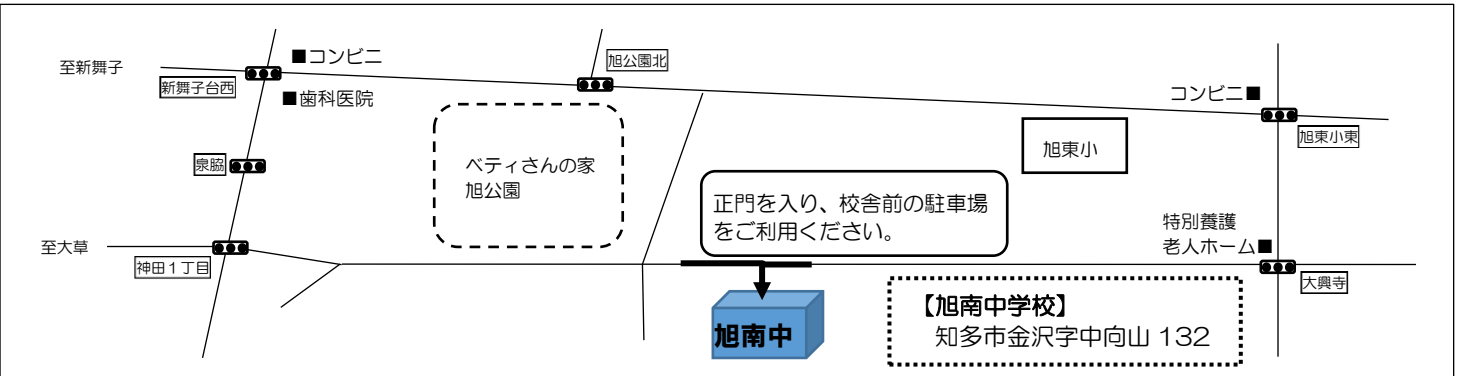 至新舞子
■コンビニ
旭公園北
新舞子台西
■歯科医院
コンビニ■
旭東小東
泉脇
ベティさんの家
旭公園
旭東小
正門を入り、校舎前の駐車場
をご利用ください。
至大草
神田1丁目
特別養護
老人ホーム■
大興寺
旭南中
【旭南中学校】
知多市金沢字中向山 132